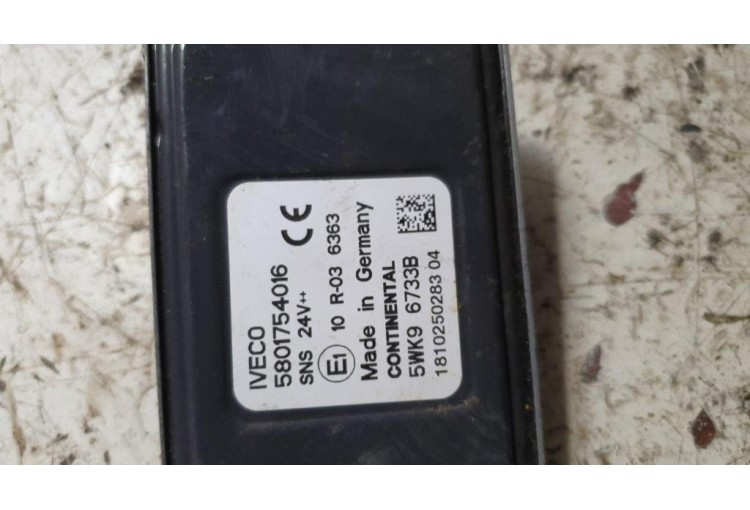 IVECO
5801754016
SNS 24V++ CE
E1 10 R-03 6363
Made in Germany
CONTINENTAL
5WK9 6733B
1810250283 04